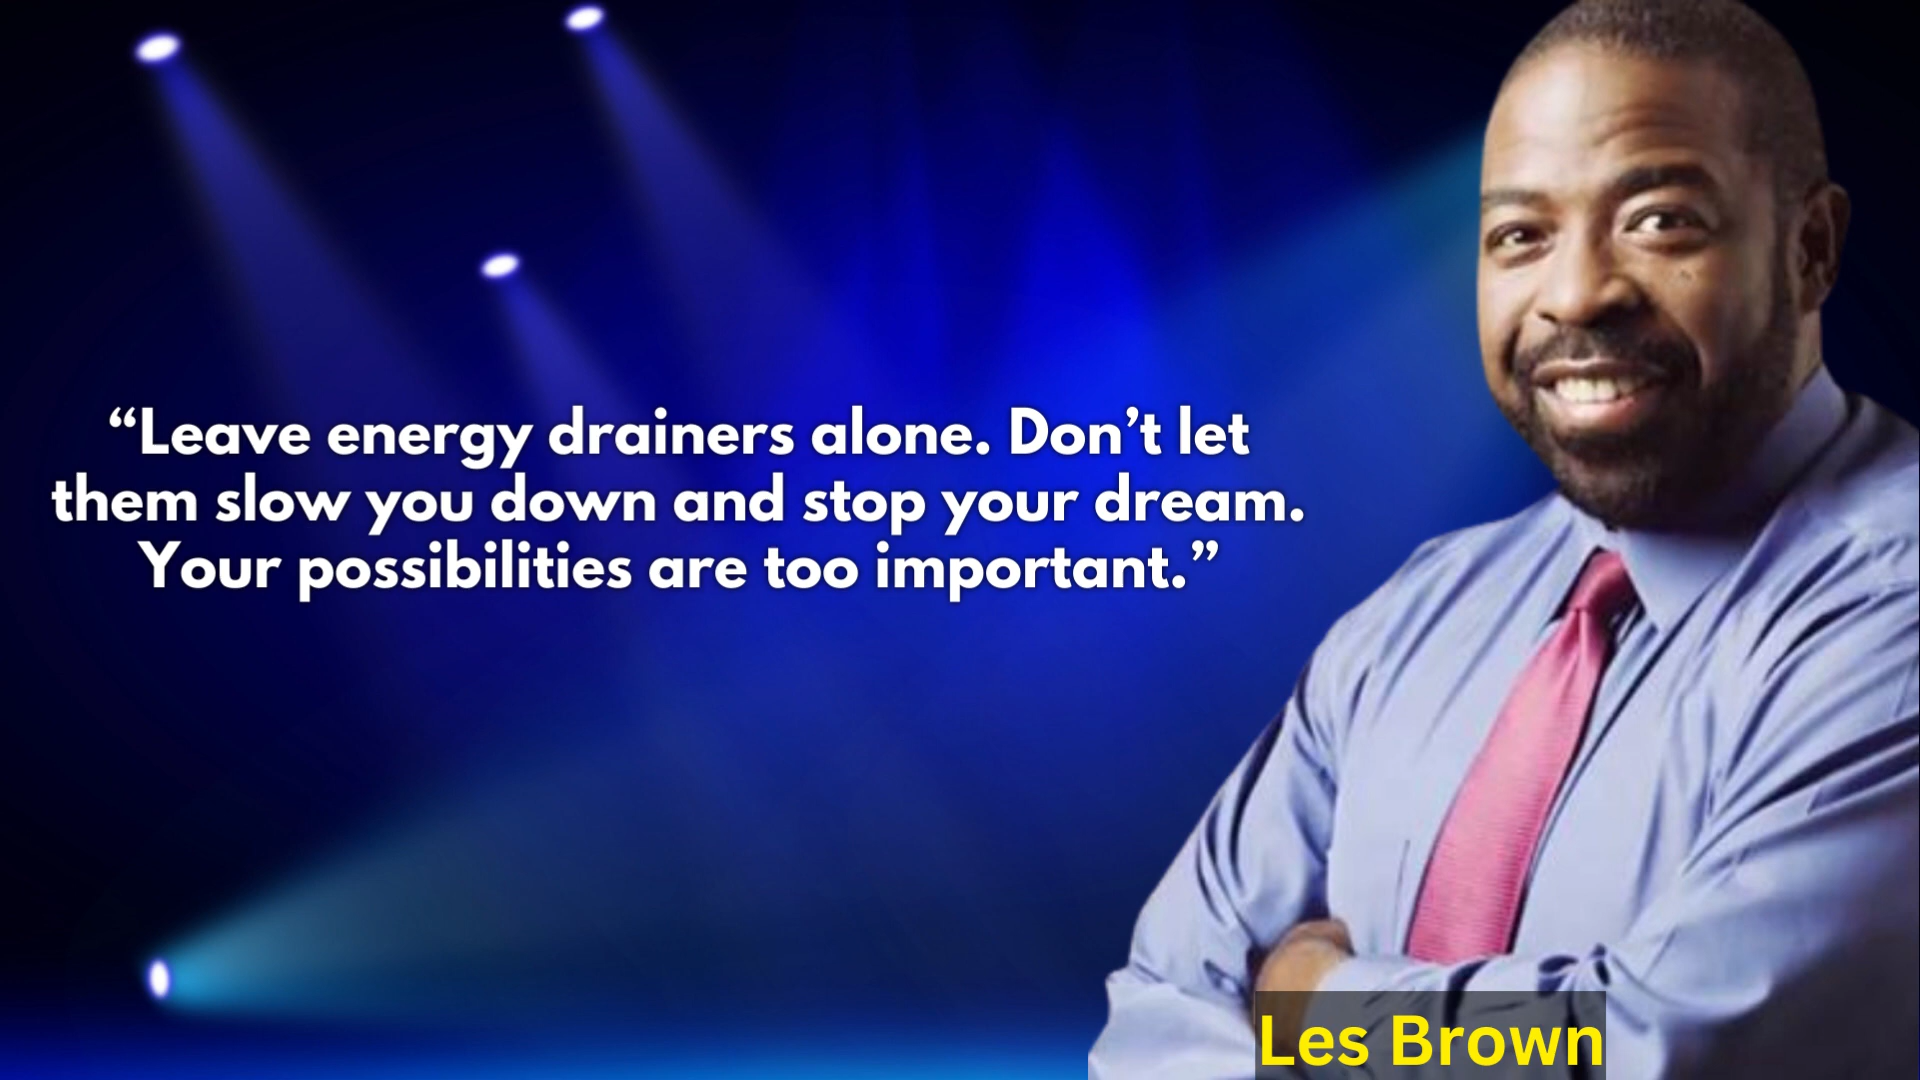 “Leave energy drainers alone. Don’t let
them slow you down and stop your dream.
Your possibilities are too important.”
Les Brown